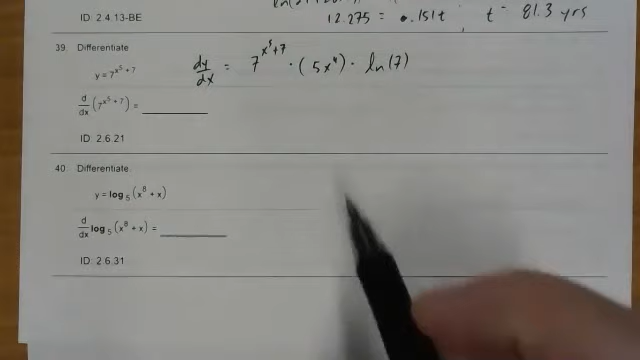 ID: 2.4.13-BE
12.275 = 0.151t , t = 81.3 yrs
39. Differentiate
y = 7^(x^5 + 7)
dy/dx = 7^(x^5+7) · (5x^4) · ln(7)
d/dx (7^(x^5 + 7)) =
ID: 2.6.21
40 Differentiate.
y = log_5 (x^8 + x)
d/dx log_5 (x^8 + x) =
ID: 2.6.31